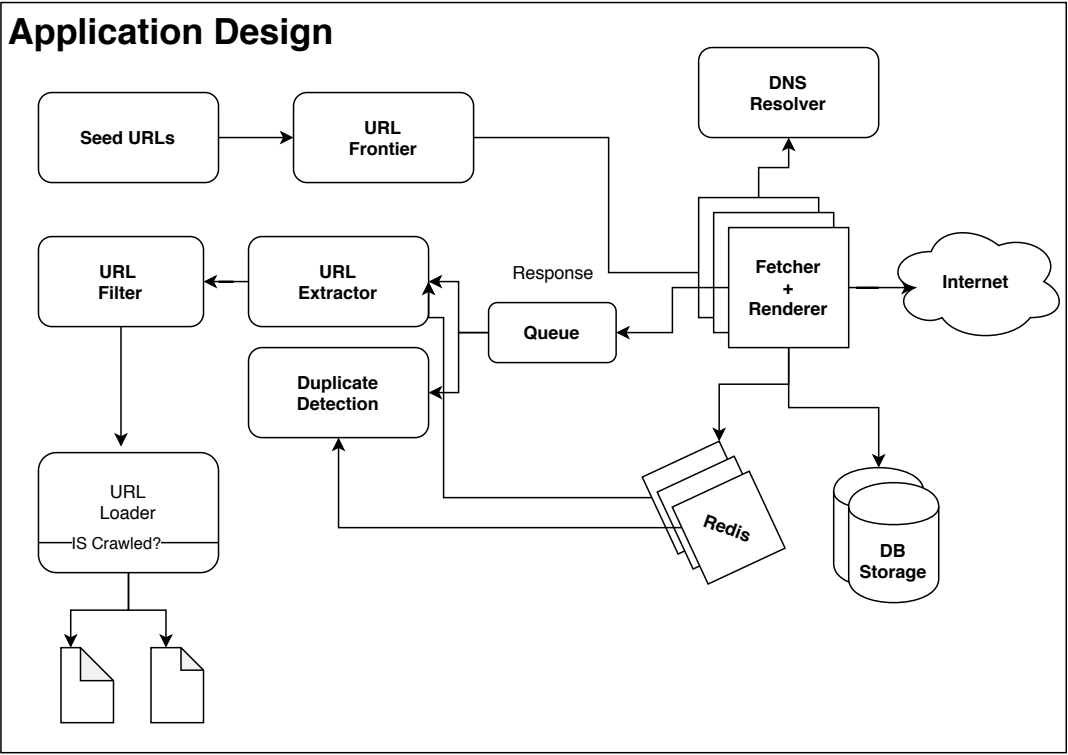 Application Design
DNS
Resolver
Seed URLs
URL
Frontier
URL
Filter
URL
Extractor
Response
Fetcher
+
Renderer
Internet
Queue
Duplicate
Detection
URL
Loader
IS Crawled?
Redis
DB
Storage